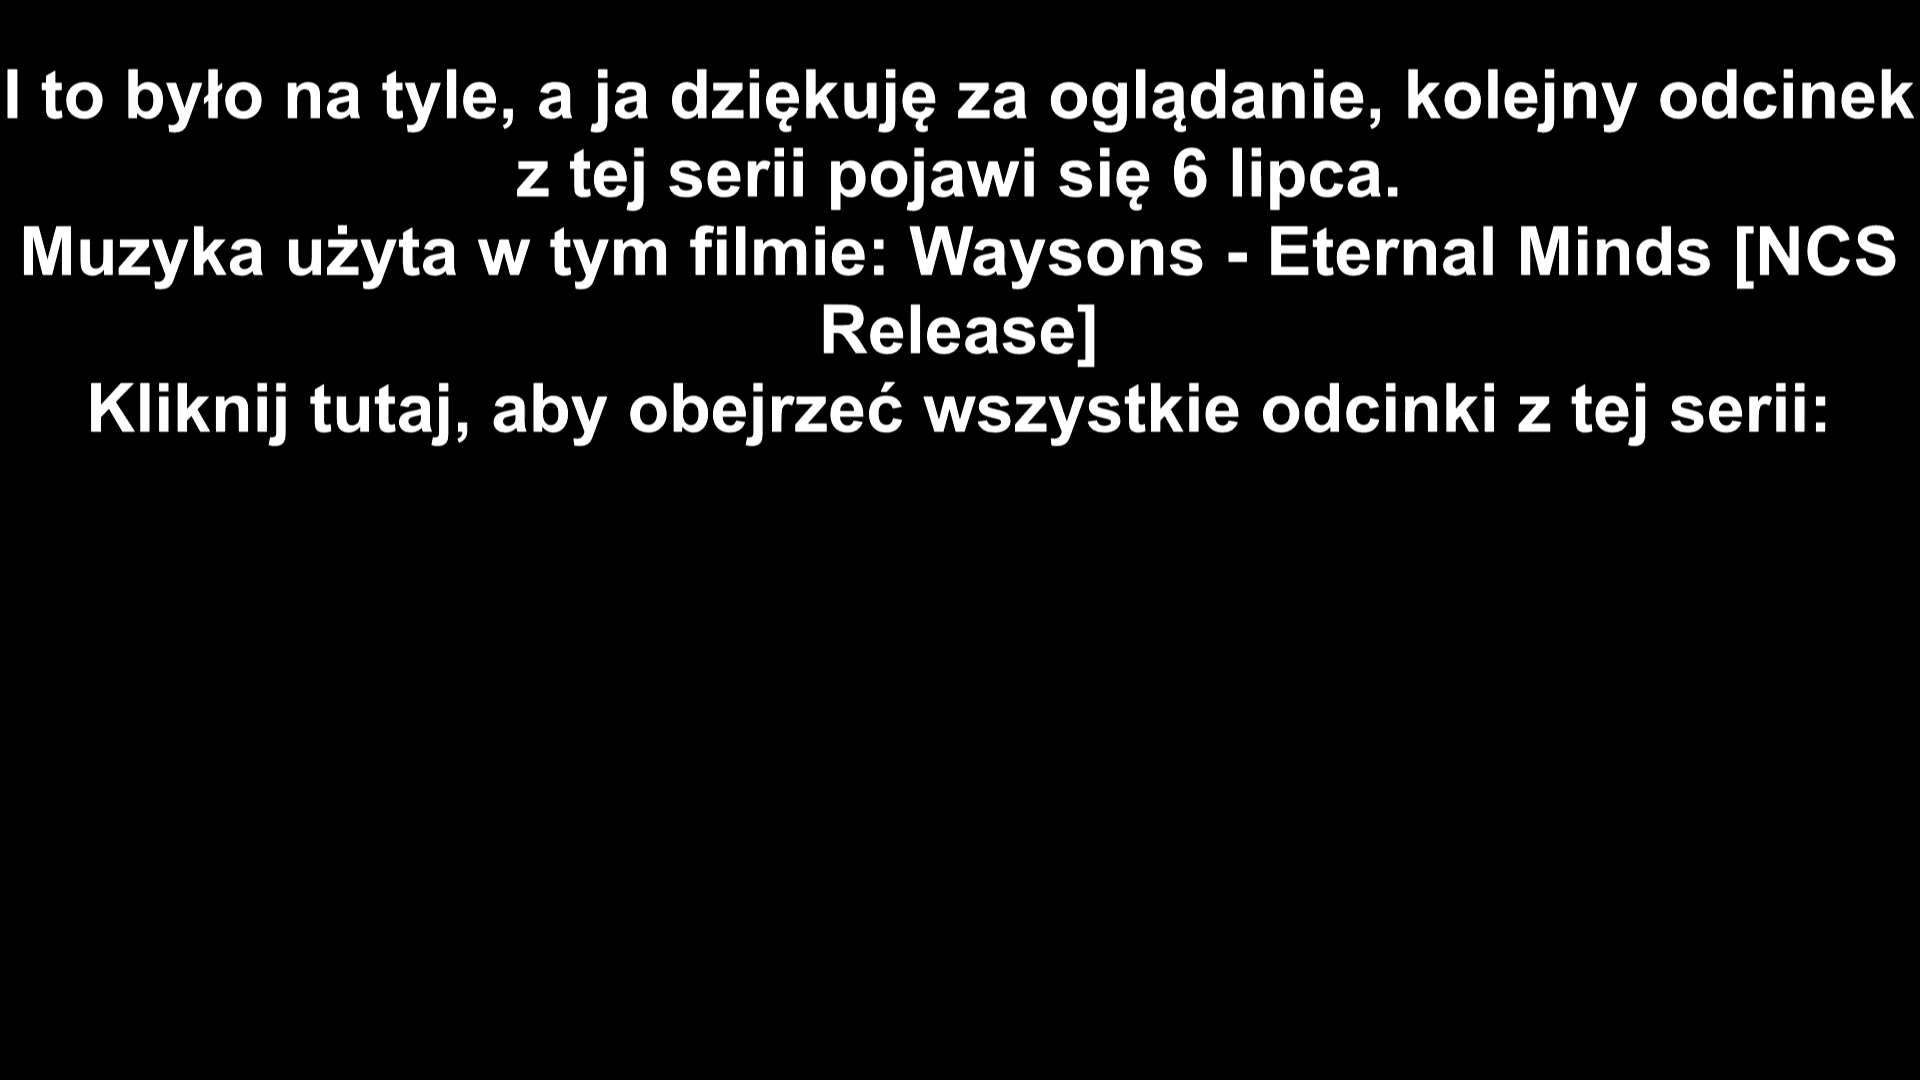 I to było na tyle, a ja dziękuję za oglądanie, kolejny odcinek
z tej serii pojawi się 6 lipca.
Muzyka użyta w tym filmie: Waysons - Eternal Minds [NCS
Release]
Kliknij tutaj, aby obejrzeć wszystkie odcinki z tej serii: